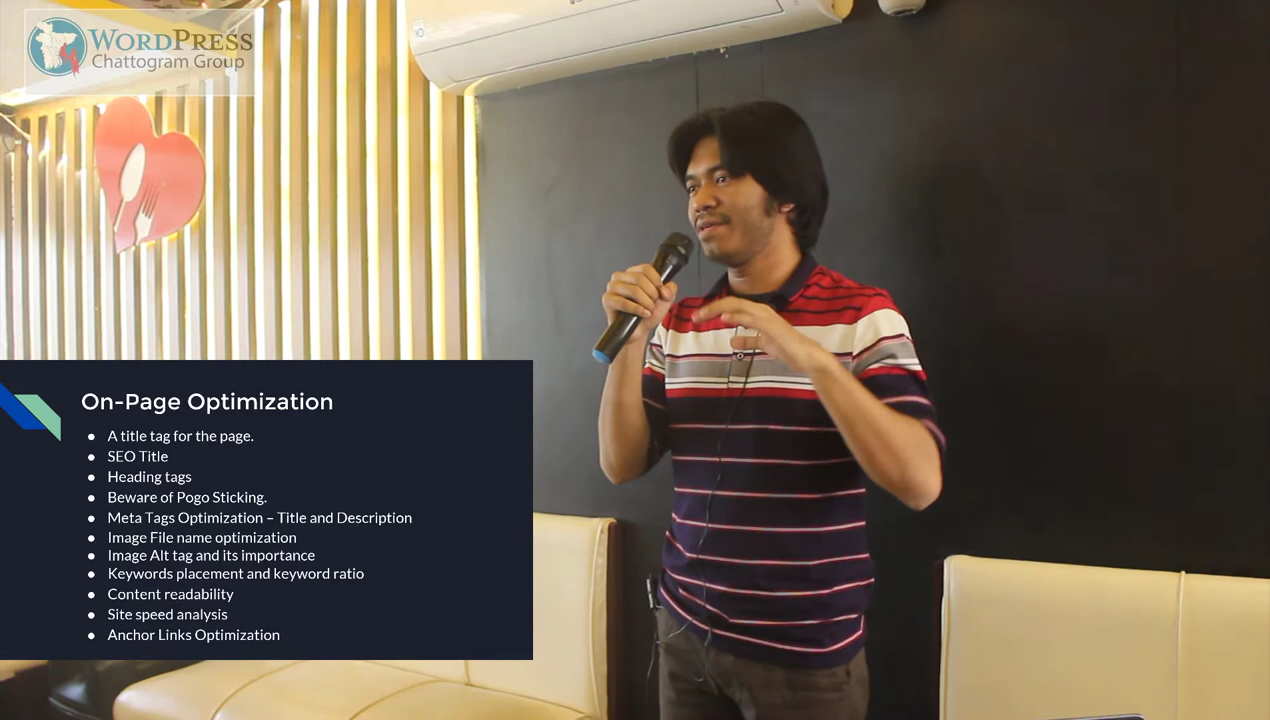 WORDPRESS
Chattogram Group
On-Page Optimization
● A title tag for the page.
● SEO Title
● Heading tags
● Beware of Pogo Sticking.
● Meta Tags Optimization – Title and Description
● Image File name optimization
● Image Alt tag and its importance
● Keywords placement and keyword ratio
● Content readability
● Site speed analysis
● Anchor Links Optimization